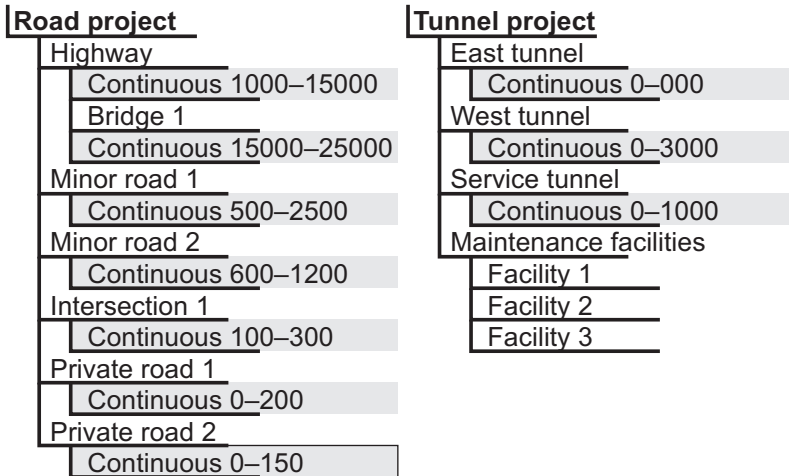 Road project
Highway
Continuous 1000–15000
Bridge 1
Continuous 15000–25000
Minor road 1
Continuous 500–2500
Minor road 2
Continuous 600–1200
Intersection 1
Continuous 100–300
Private road 1
Continuous 0–200
Private road 2
Continuous 0–150
Tunnel project
East tunnel
Continuous 0–000
West tunnel
Continuous 0–3000
Service tunnel
Continuous 0–1000
Maintenance facilities
Facility 1
Facility 2
Facility 3